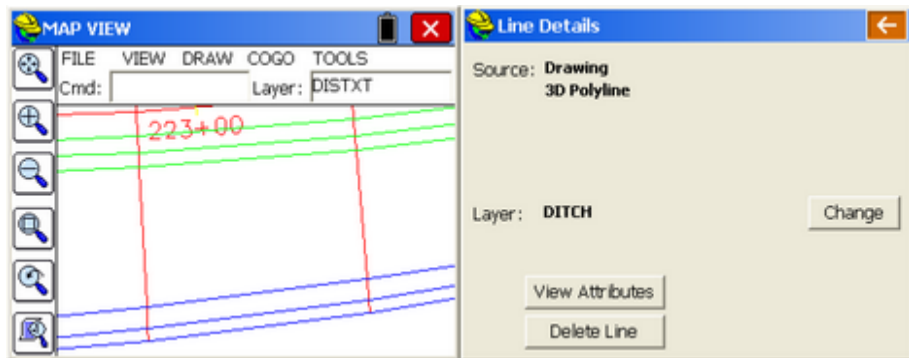 MAP VIEW
FILE VIEW DRAW COGO TOOLS
Cmd: Layer: DISTXT
223+00
Line Details
Source: Drawing
3D Polyline
Layer: DITCH
Change
View Attributes
Delete Line